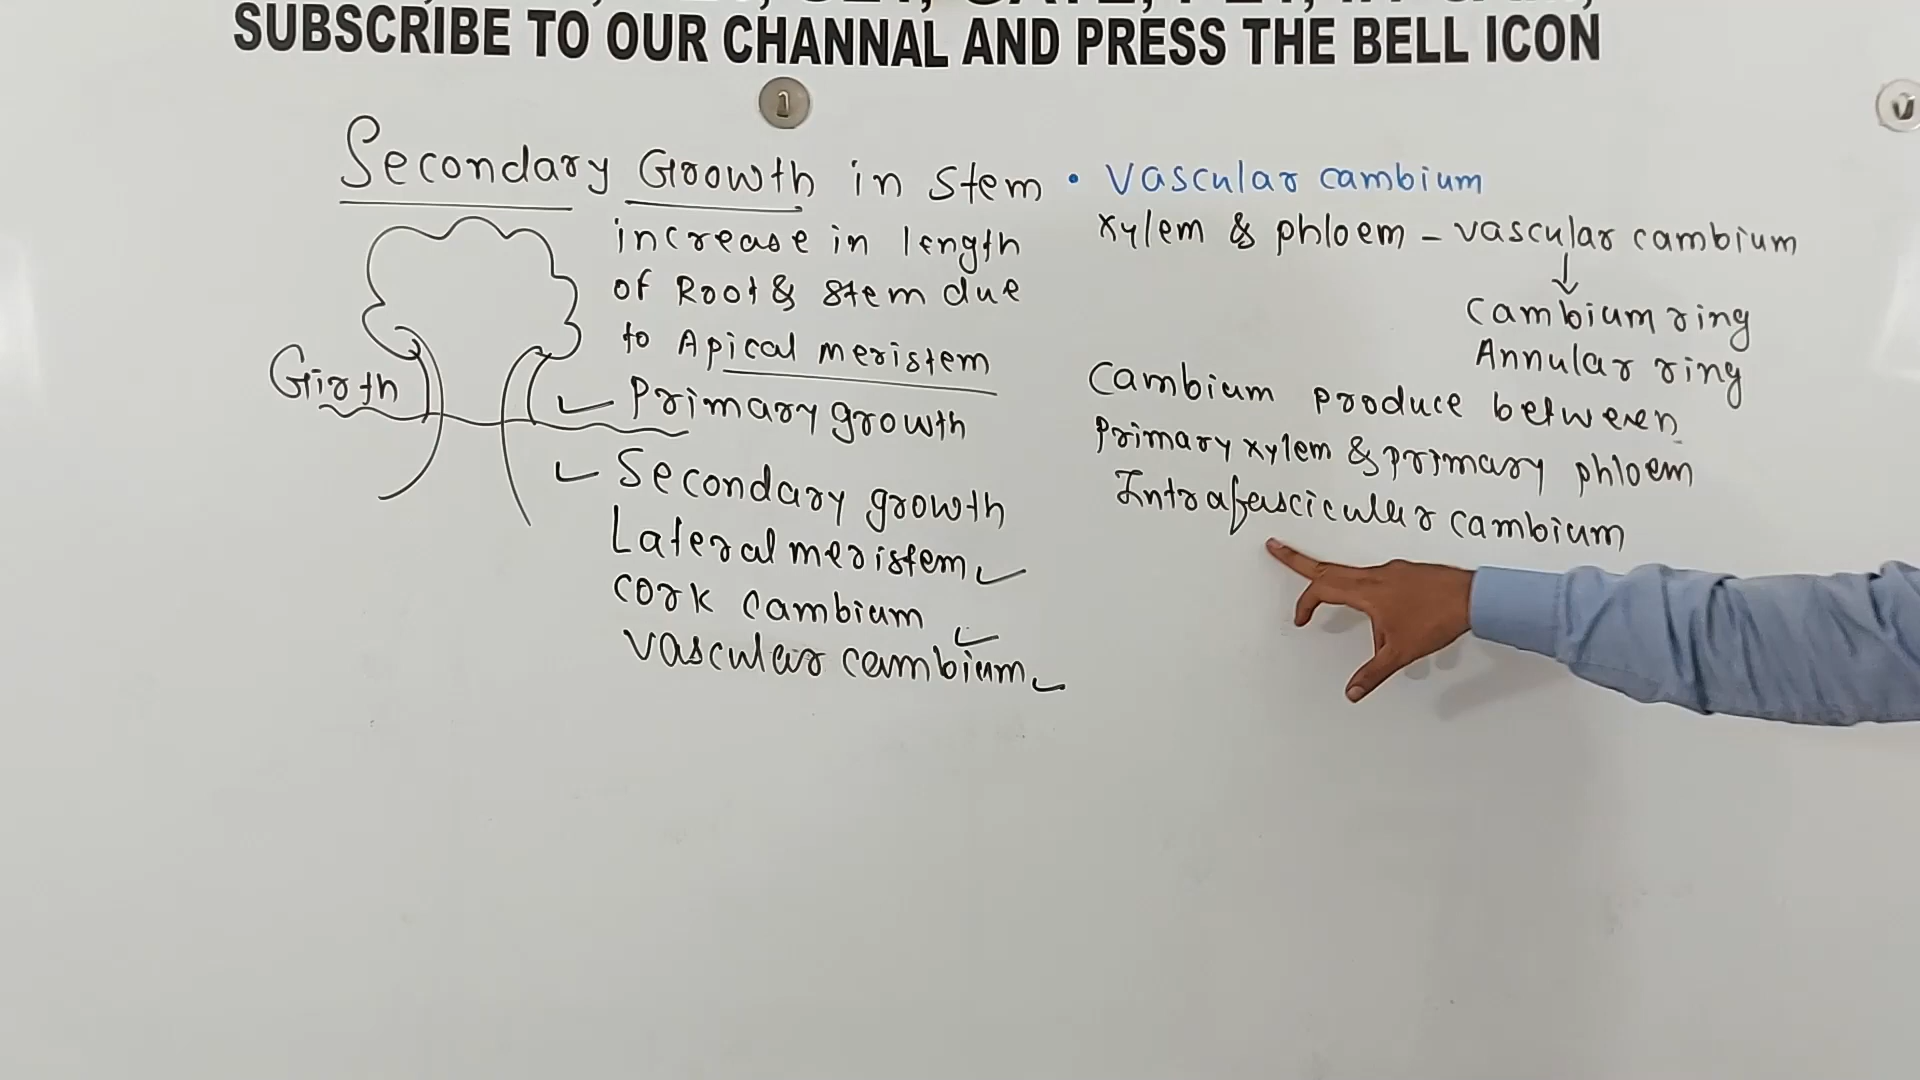 SUBSCRIBE TO OUR CHANNAL AND PRESS THE BELL ICON
Secondary Growth in stem
increase in length
of Root & stem due
to Apical meristem
Girth
Primary growth
Secondary growth
Lateral meristem
cork cambium
vascular cambium
• vascular cambium
xylem & phloem - vascular cambium
↓
Cambium ring
Annular ring
Cambium produce between
Primary xylem & primary phloem
Intrafascicular cambium